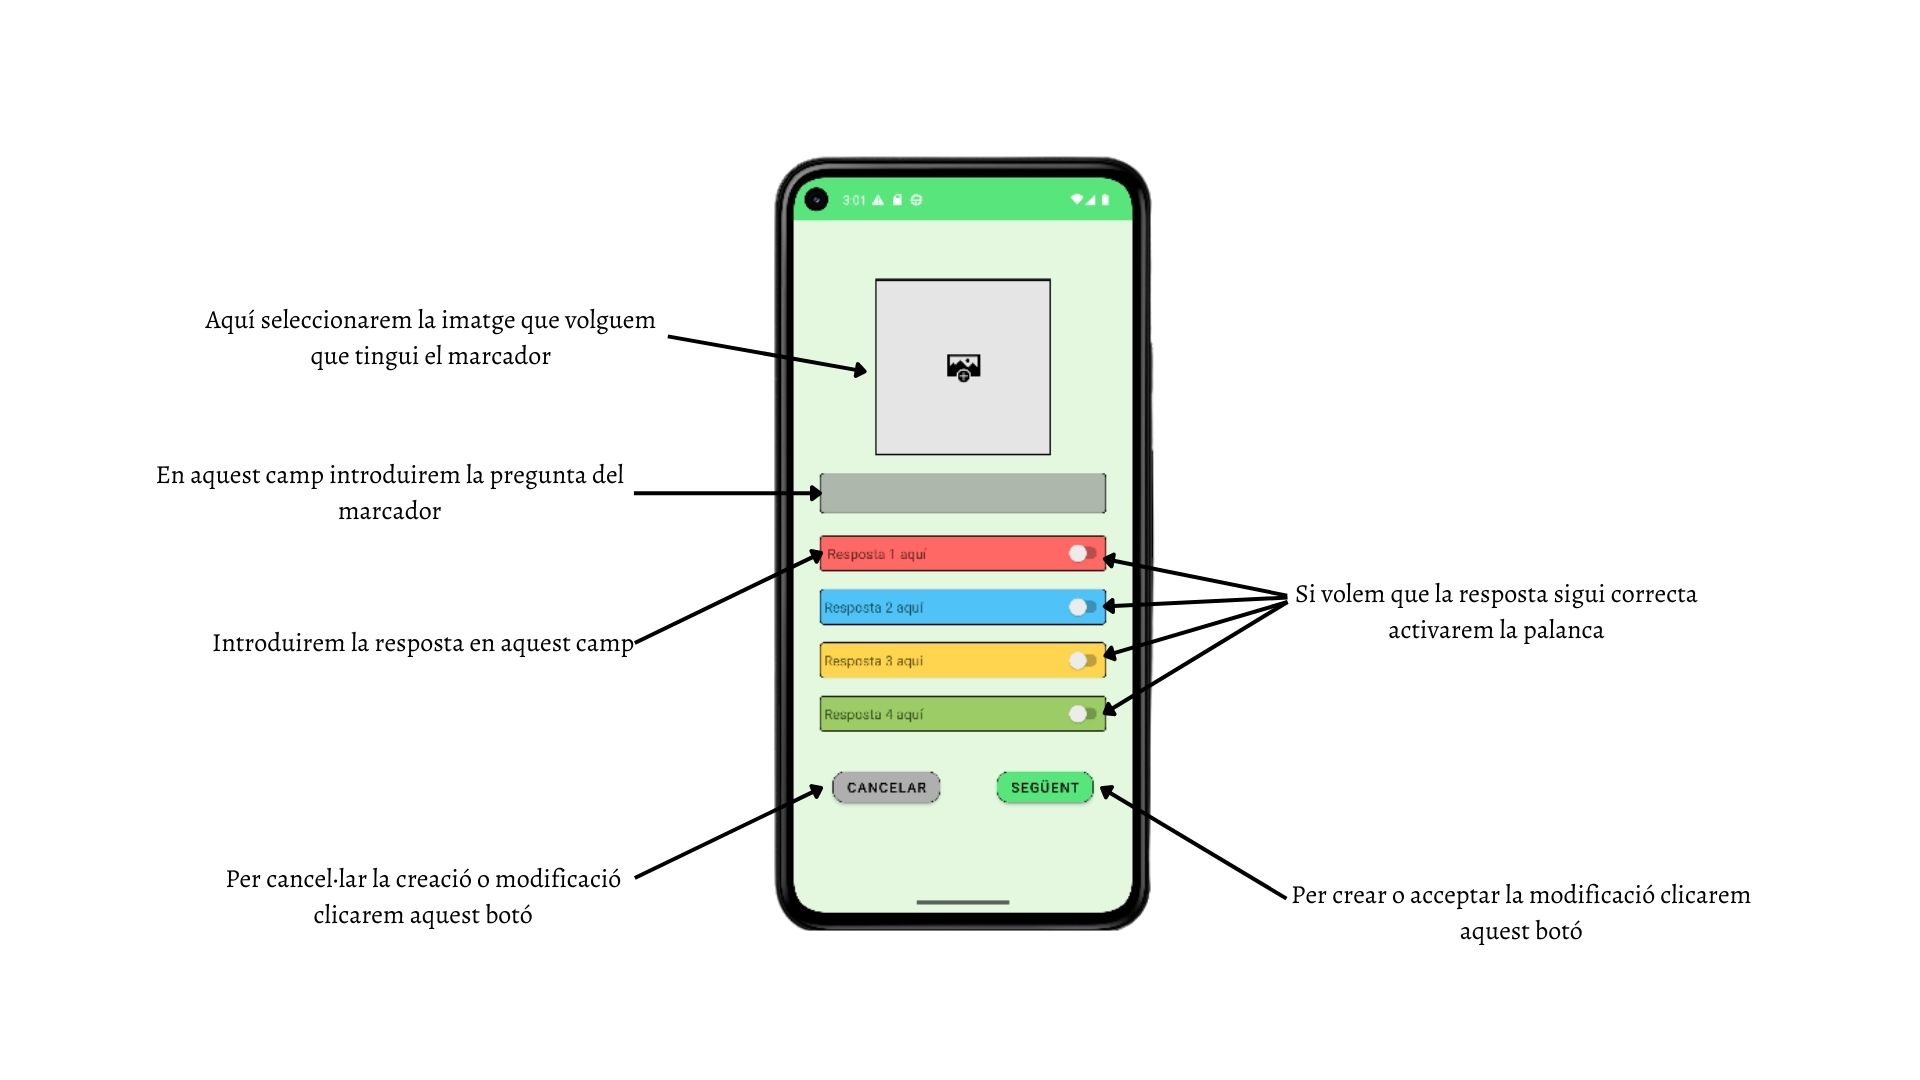 3:01
Aquí seleccionarem la imatge que volguem
que tingui el marcador
En aquest camp introduirem la pregunta del
marcador
Resposta 1 aquí
Resposta 2 aquí
Si volem que la resposta sigui correcta
activarem la palanca
Introduirem la resposta en aquest camp
Resposta 3 aquí
Resposta 4 aquí
CANCELAR
SEGÜENT
Per cancel·lar la creació o modificació
clicarem aquest botó
Per crear o acceptar la modificació clicarem
aquest botó